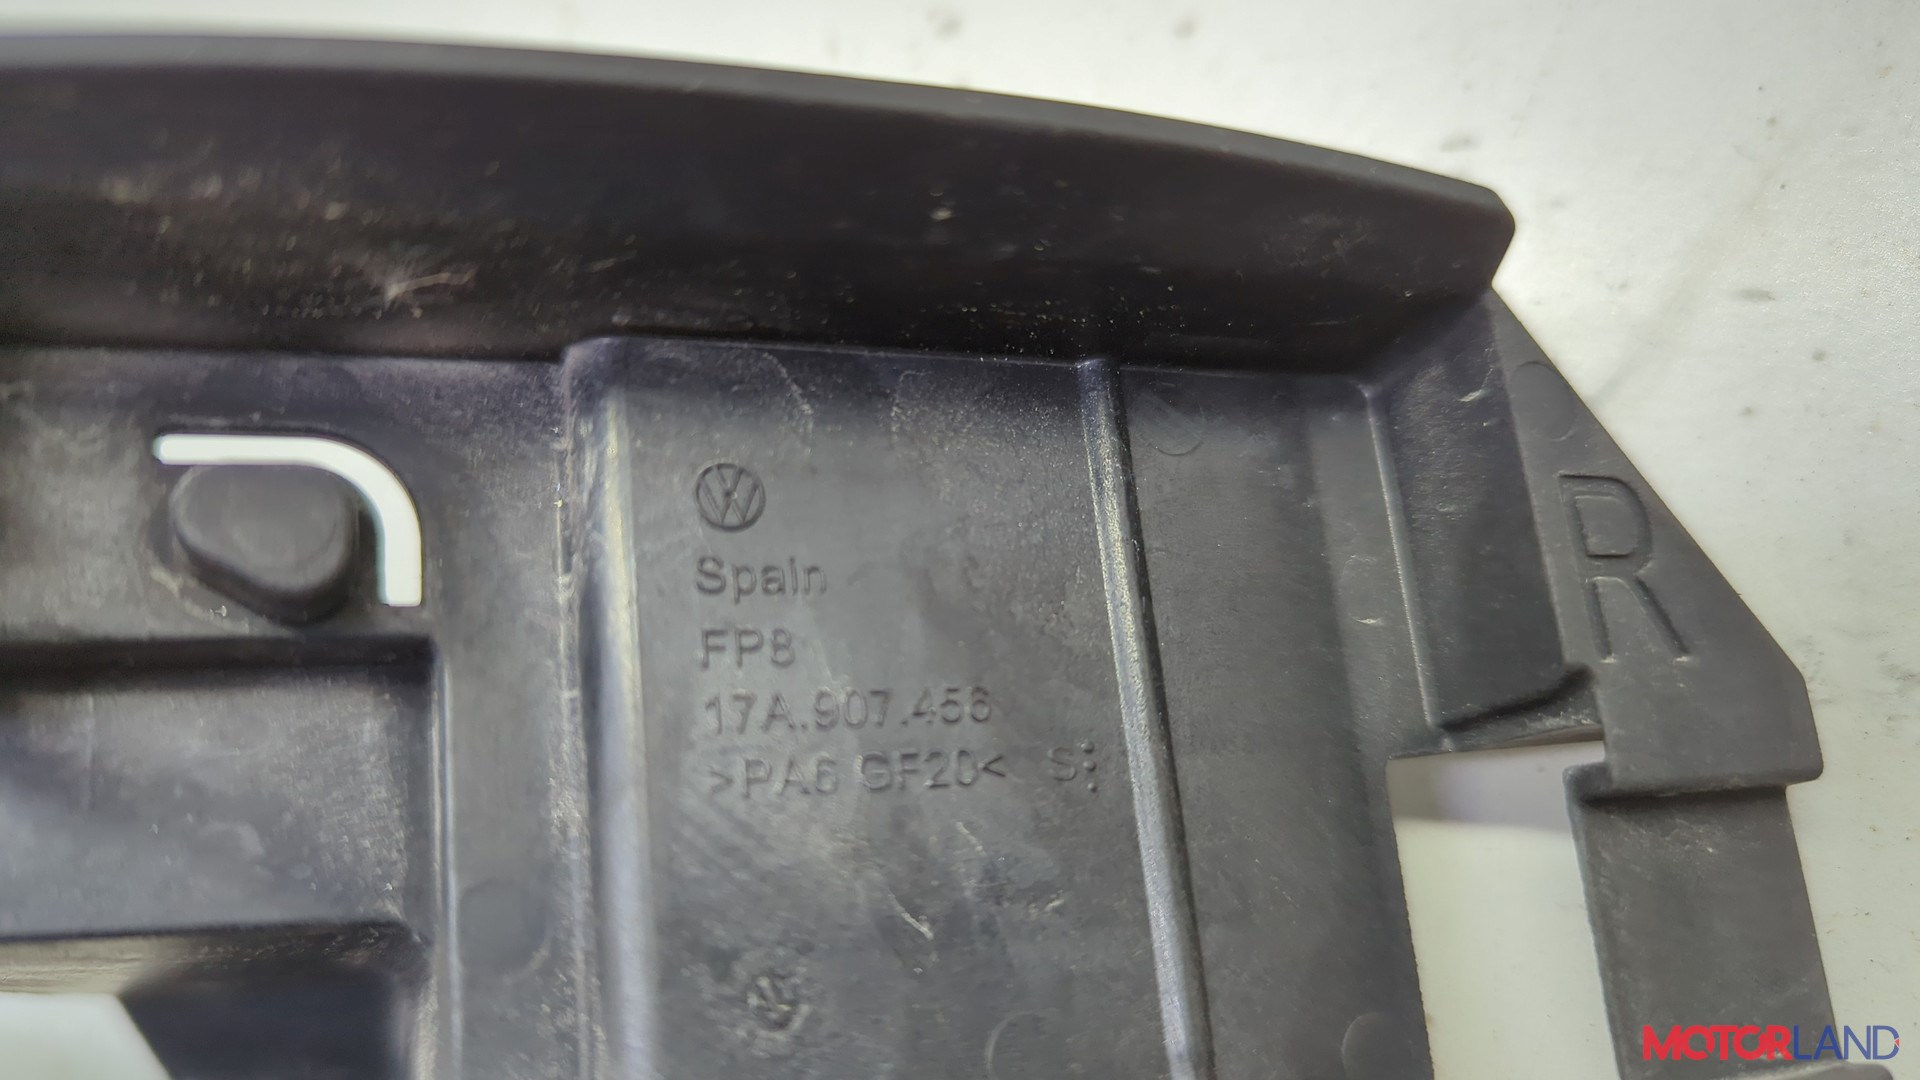 Spain
FP8
17A.907.456
>PA6 GF20< S
R
MOTORLAND